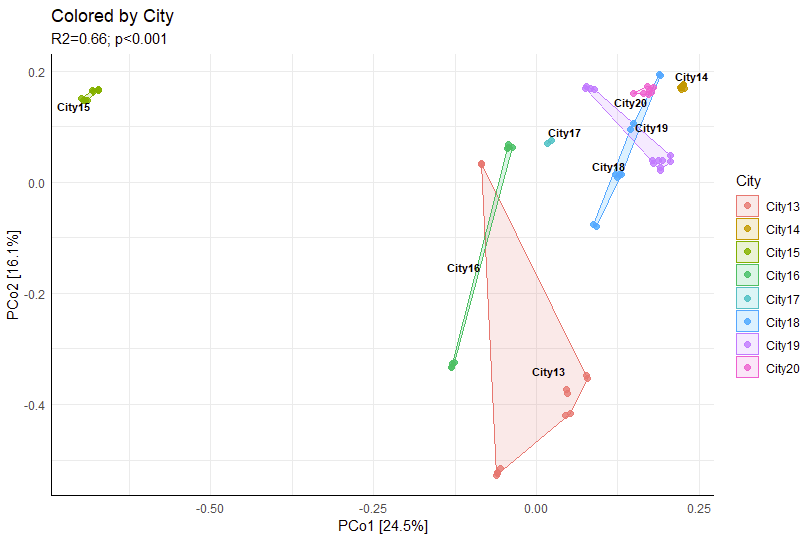 Colored by City
R2=0.66; p<0.001
0.2
0.0
-0.2
-0.4
PCo2 [16.1%]
City15
City14
City20
City17
City19
City18
City16
City13
-0.50
-0.25
0.00
0.25
PCo1 [24.5%]
City
City13
City14
City15
City16
City17
City18
City19
City20